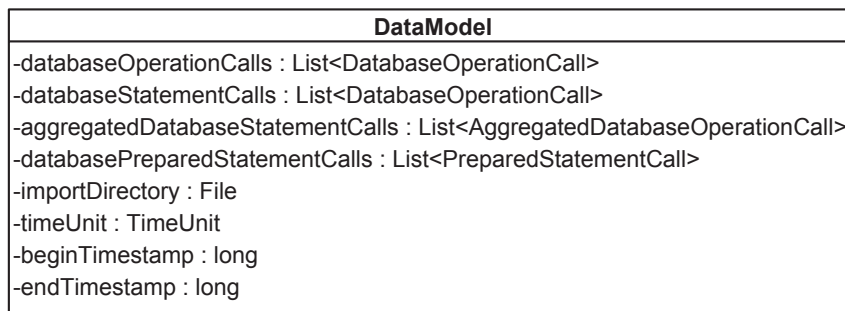 DataModel
-databaseOperationCalls : List<DatabaseOperationCall>
-databaseStatementCalls : List<DatabaseOperationCall>
-aggregatedDatabaseStatementCalls : List<AggregatedDatabaseOperationCall>
-databasePreparedStatementCalls : List<PreparedStatementCall>
-importDirectory : File
-timeUnit : TimeUnit
-beginTimestamp : long
-endTimestamp : long